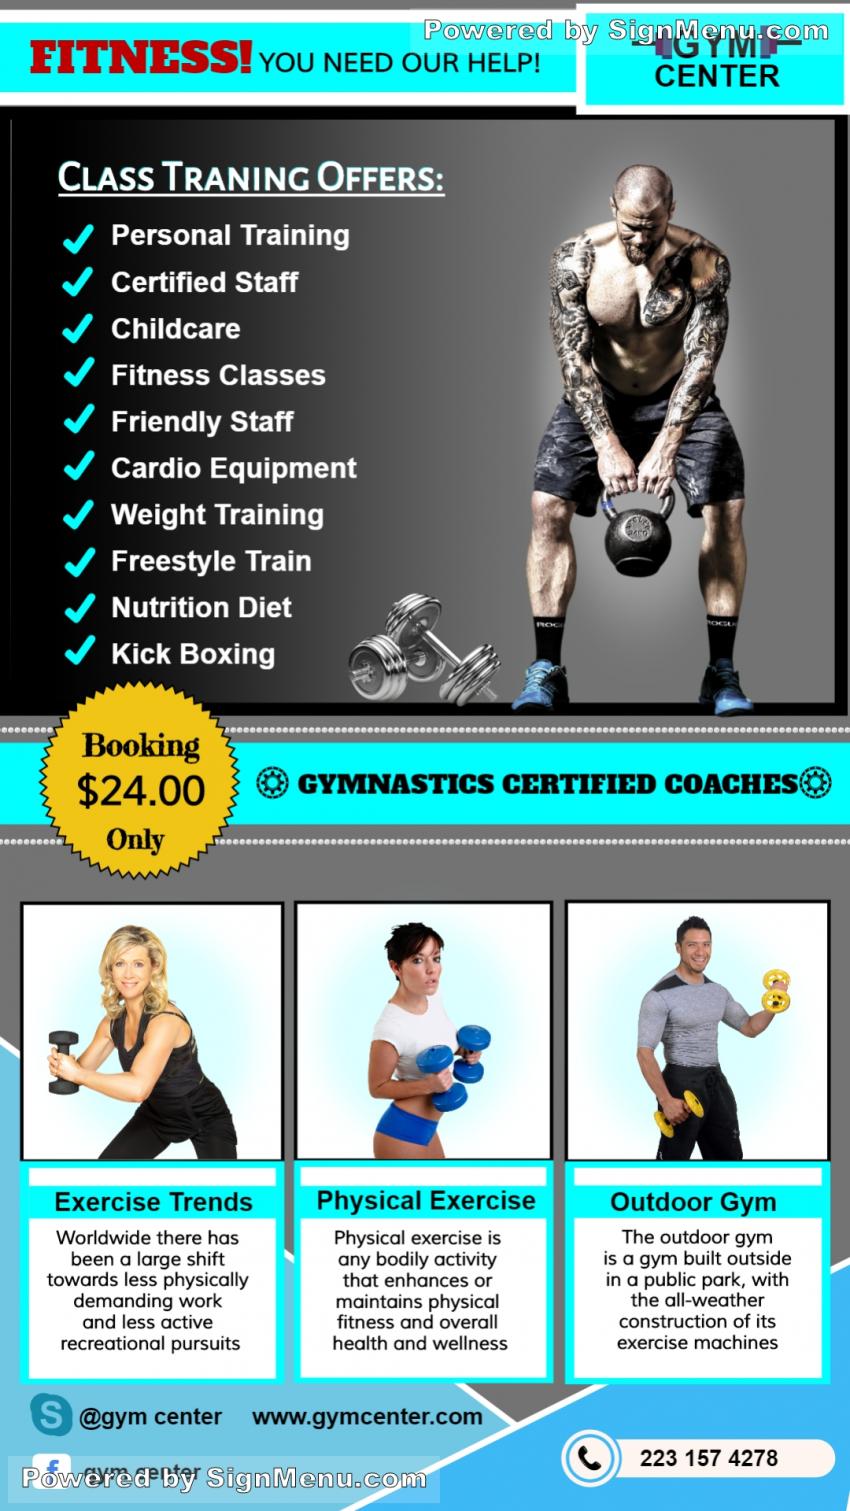 Powered by SignMenu.com
FITNESS! YOU NEED OUR HELP!
GYM
CENTER
CLASS TRANING OFFERS:
Personal Training
Certified Staff
Childcare
Fitness Classes
Friendly Staff
Cardio Equipment
Weight Training
Freestyle Train
Nutrition Diet
Kick Boxing
ROGUE
Booking
$24.00
Only
GYMNASTICS CERTIFIED COACHES
Exercise Trends
Worldwide there has
been a large shift
towards less physically
demanding work
and less active
recreational pursuits
Physical Exercise
Physical exercise is
any bodily activity
that enhances or
maintains physical
fitness and overall
health and wellness
Outdoor Gym
The outdoor gym
is a gym built outside
in a public park, with
the all-weather
construction of its
exercise machines
@gym center www.gymcenter.com
gym center
223 157 4278
Powered by SignMenu.com